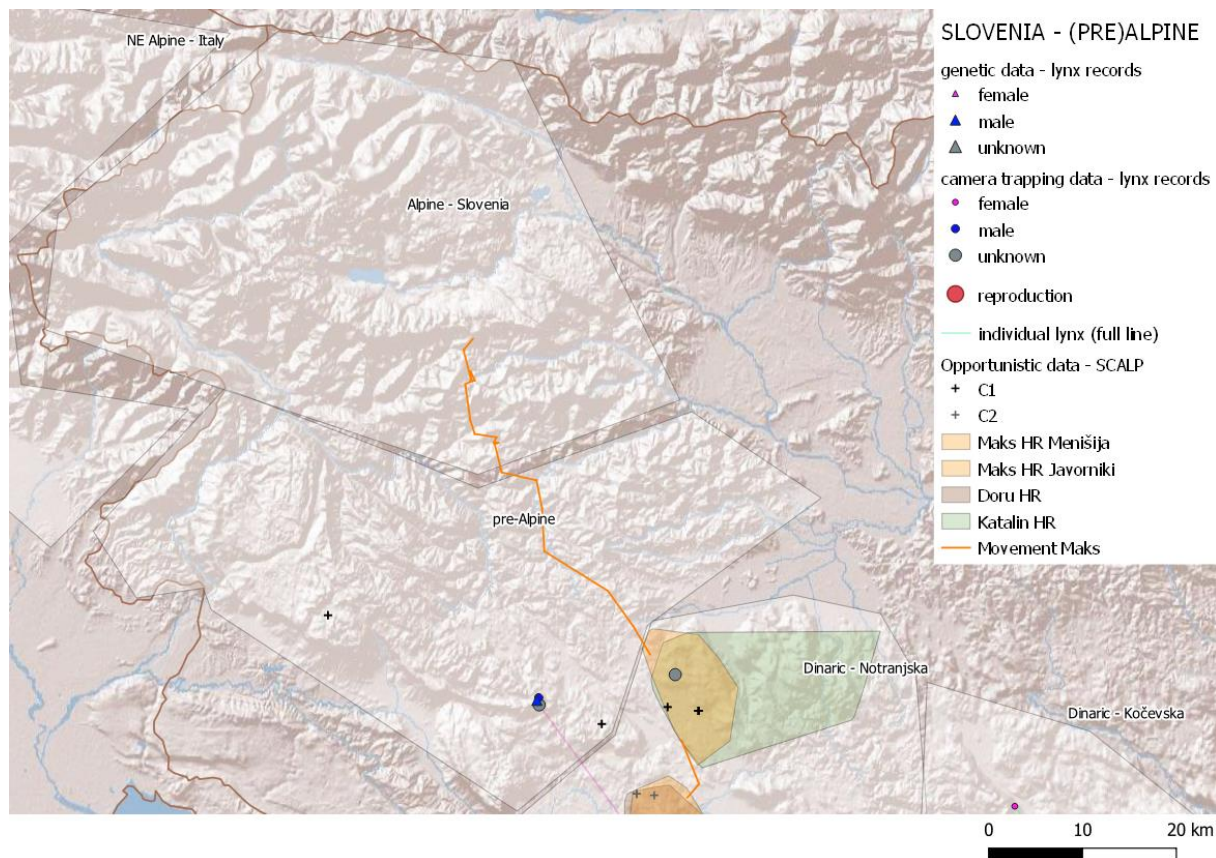 NE Alpine - Italy
Alpine - Slovenia
pre-Alpine
Dinaric - Notranjska
Dinaric - Kočevska
SLOVENIA - (PRE)ALPINE
genetic data - lynx records
female
male
unknown
camera trapping data - lynx records
female
male
unknown
reproduction
individual lynx (full line)
Opportunistic data - SCALP
C1
C2
Maks HR Menišija
Maks HR Javorniki
Doru HR
Katalin HR
Movement Maks
0 10 20 km